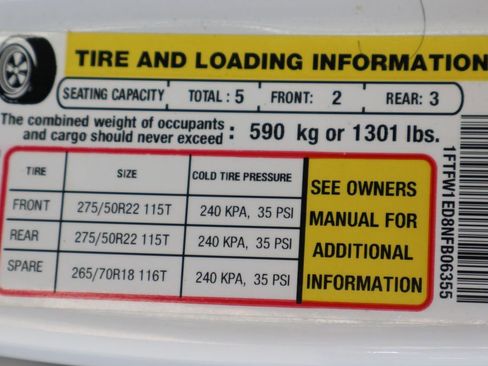 TIRE AND LOADING INFORMATION
SEATING CAPACITY TOTAL : 5 FRONT: 2 REAR: 3
The combined weight of occupants
and cargo should never exceed : 590 kg or 1301 lbs.
TIRE SIZE COLD TIRE PRESSURE
FRONT 275/50R22 115T 240 KPA, 35 PSI
REAR 275/50R22 115T 240 KPA, 35 PSI
SPARE 265/70R18 116T 240 KPA, 35 PSI
SEE OWNERS
MANUAL FOR
ADDITIONAL
INFORMATION
1FTFW1ED8NFB06355